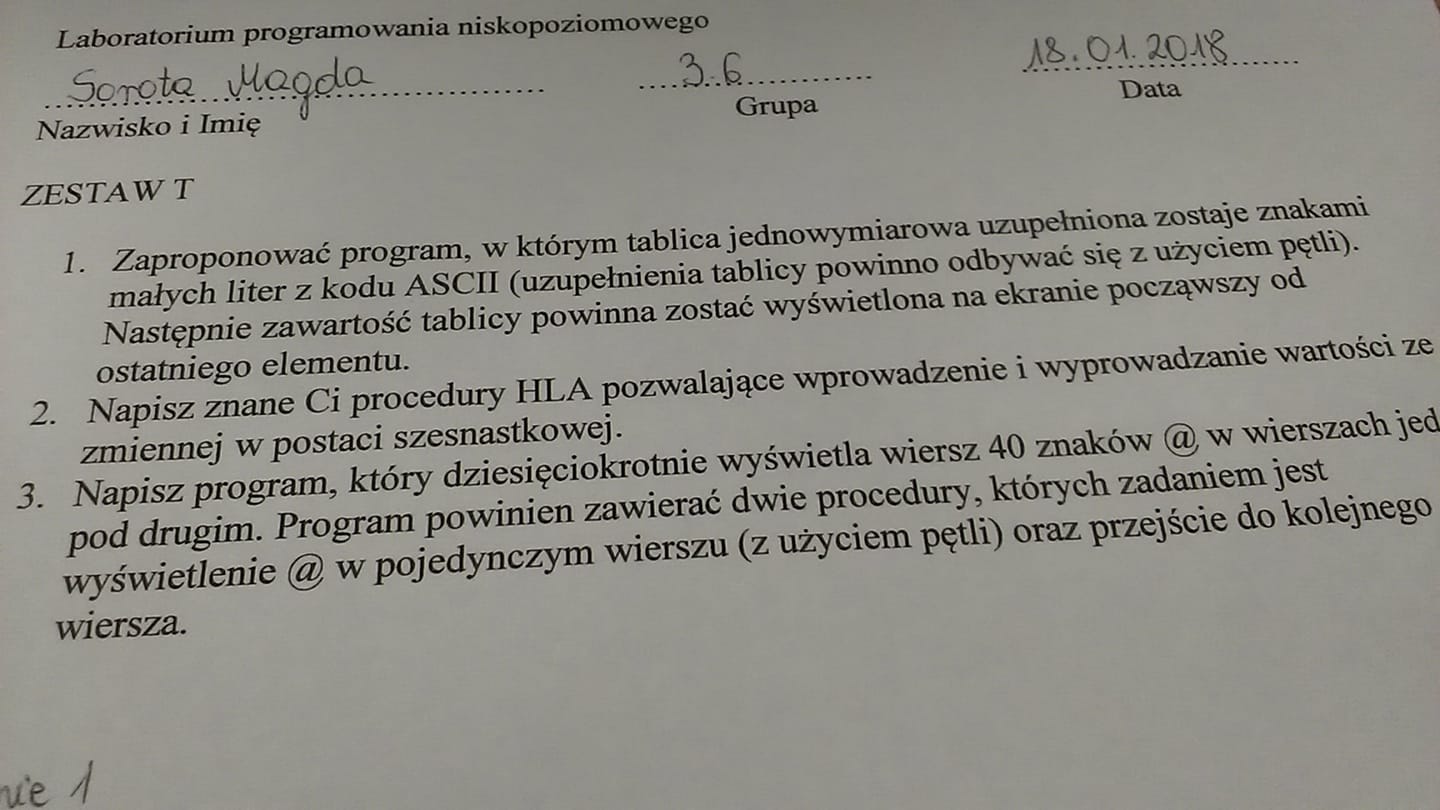 Laboratorium programowania niskopoziomowego
Sorota Magda 3.6 18.01.2018
Nazwisko i Imię Grupa Data
ZESTAW T
1. Zaproponować program, w którym tablica jednowymiarowa uzupełniona zostaje znakami
małych liter z kodu ASCII (uzupełnienia tablicy powinno odbywać się z użyciem pętli).
Następnie zawartość tablicy powinna zostać wyświetlona na ekranie począwszy od
ostatniego elementu.
2. Napisz znane Ci procedury HLA pozwalające wprowadzenie i wyprowadzanie wartości ze
zmiennej w postaci szesnastkowej.
3. Napisz program, który dziesięciokrotnie wyświetla wiersz 40 znaków @ w wierszach jed
pod drugim. Program powinien zawierać dwie procedury, których zadaniem jest
wyświetlenie @ w pojedynczym wierszu (z użyciem pętli) oraz przejście do kolejnego
wiersza.
nie 1